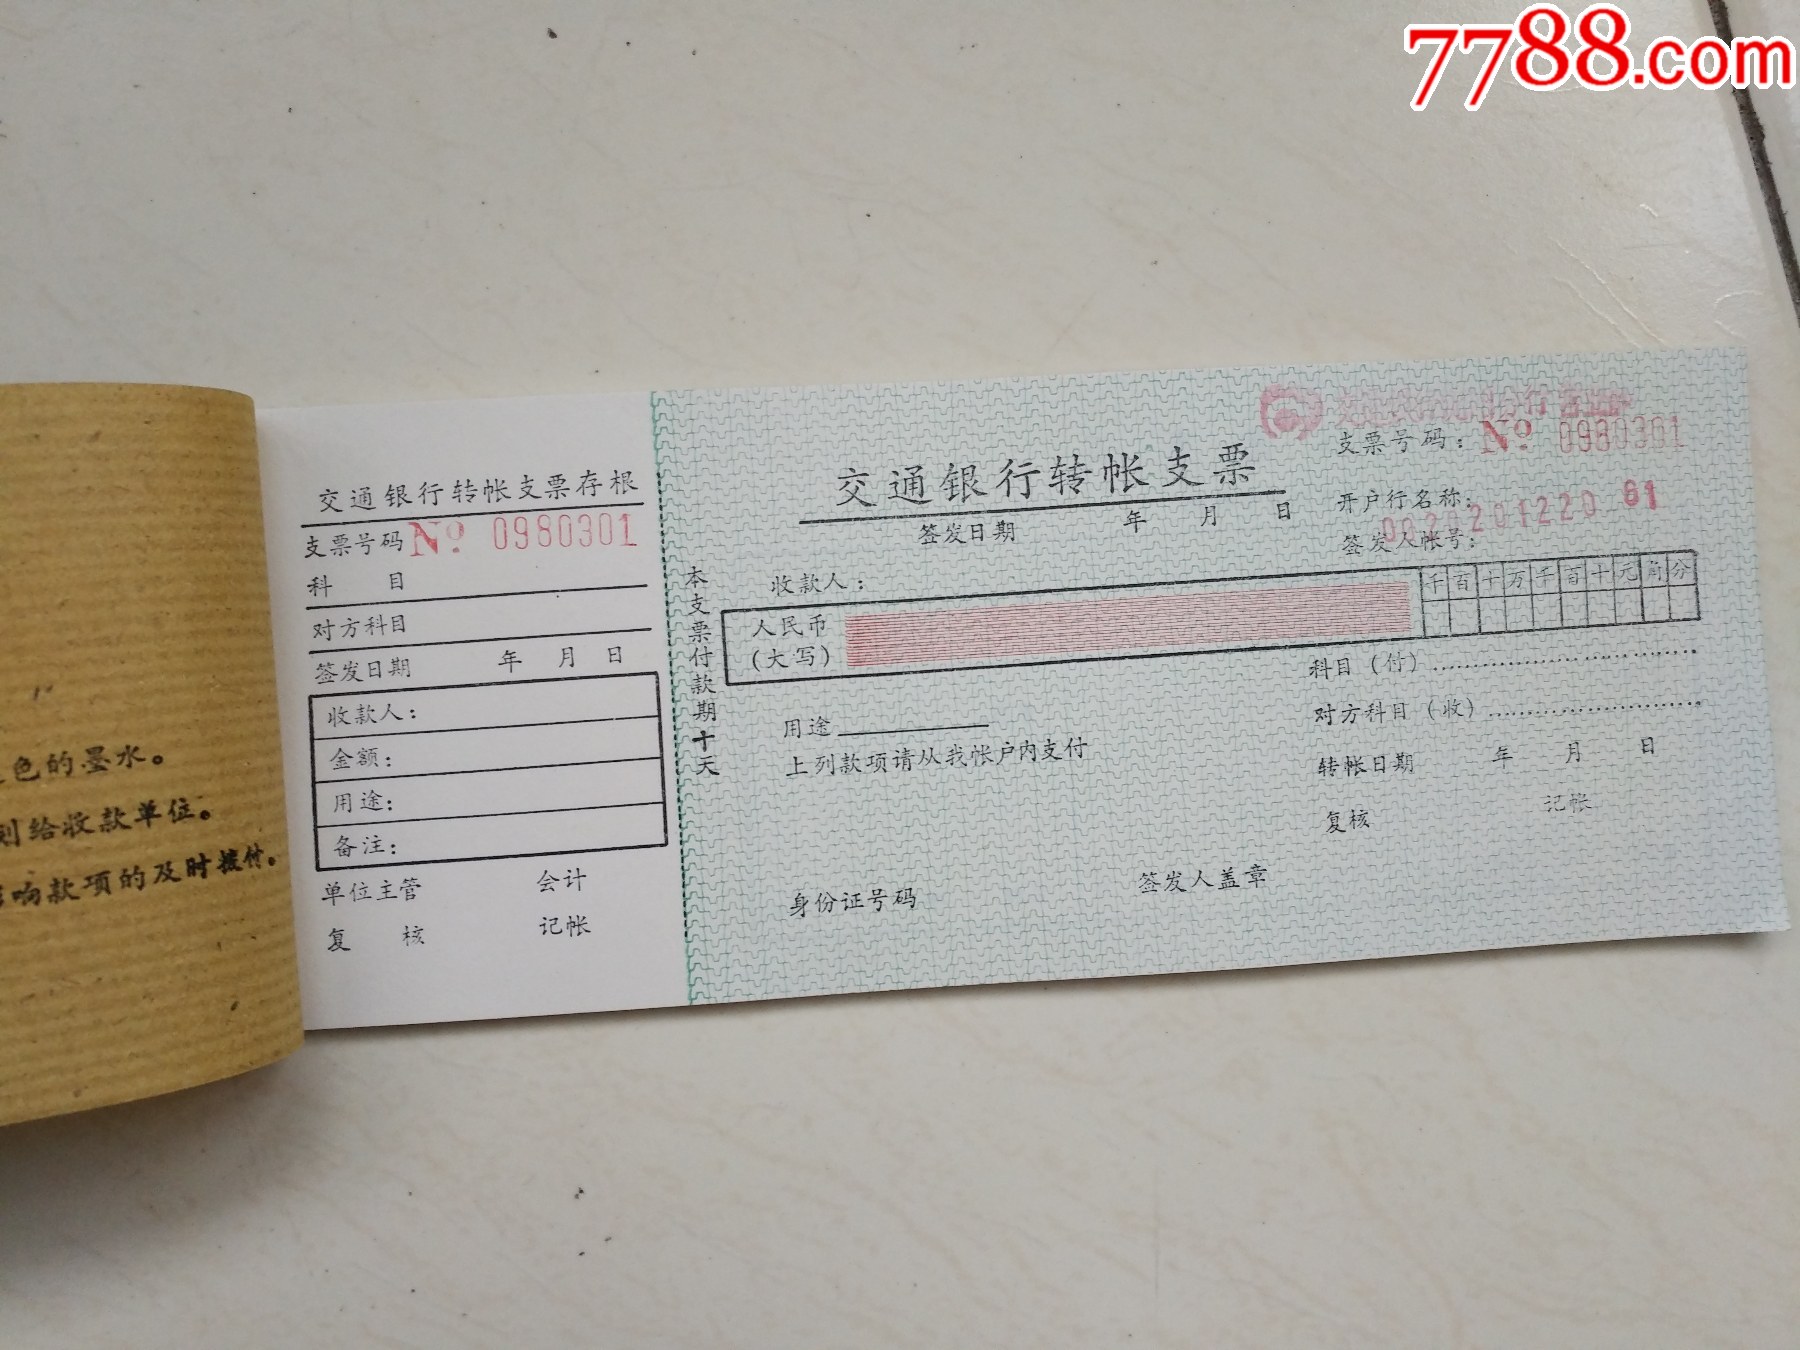 7788.com
色的墨水。
给收款单位。
响款项的及时拨付。
交通银行转帐支票存根
支票号码 № 0980301
科 目
对方科目
签发日期 年 月 日
收款人：
金额：
用途：
备注：
单位主管 会计
复 核 记帐
本支票付款期十天
交通银行转帐支票
签发日期 年 月 日
支票号码： № 0980301
开户行名称：
签发人帐号：
收款人：
人民币
（大写）
千 百 十 万 千 百 十 元 角 分
用途
上列款项请从我帐户内支付
身份证号码
签发人盖章
科目（付）
对方科目（收）
转帐日期 年 月 日
复核 记帐